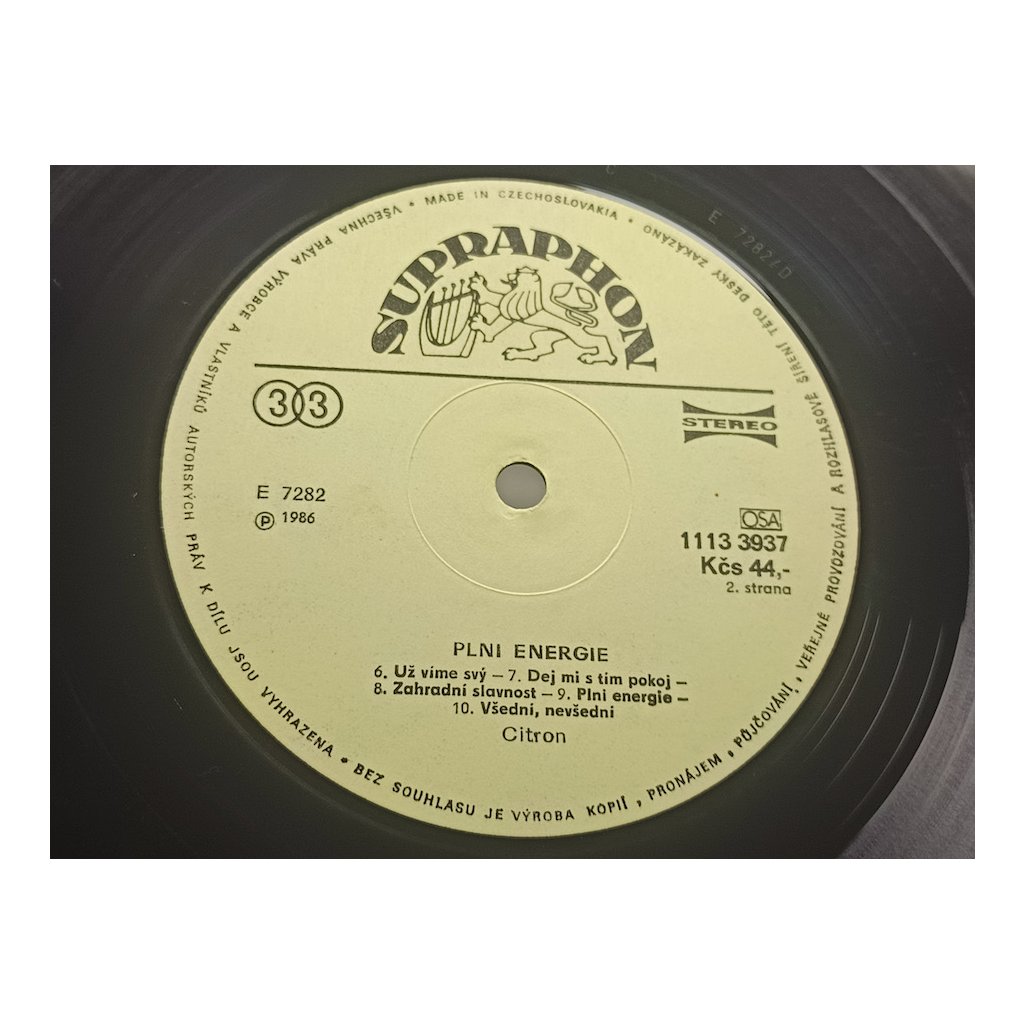 • MADE IN CZECHOSLOVAKIA •
VŠECHNA PRÁVA VÝROBCE A VLASTNÍKŮ AUTORSKÝCH PRÁV K DÍLU JSOU VYHRAZENA • BEZ SOUHLASU JE VÝROBA KOPIÍ, PRONÁJEM, PŮJČOVÁNÍ, VEŘEJNÉ PROVOZOVÁNÍ A ROZHLASOVÉ ŠÍŘENÍ TÉTO DESKY ZAKÁZÁNO
E 7282
SUPRAPHON
33
STEREO
E 7282
Ⓟ 1986
OSA
1113 3937
Kčs 44,-
2. strana
PLNI ENERGIE
6. Už víme svý – 7. Dej mi s tím pokoj –
8. Zahradní slavnost – 9. Plni energie –
10. Všední, nevšední
Citron